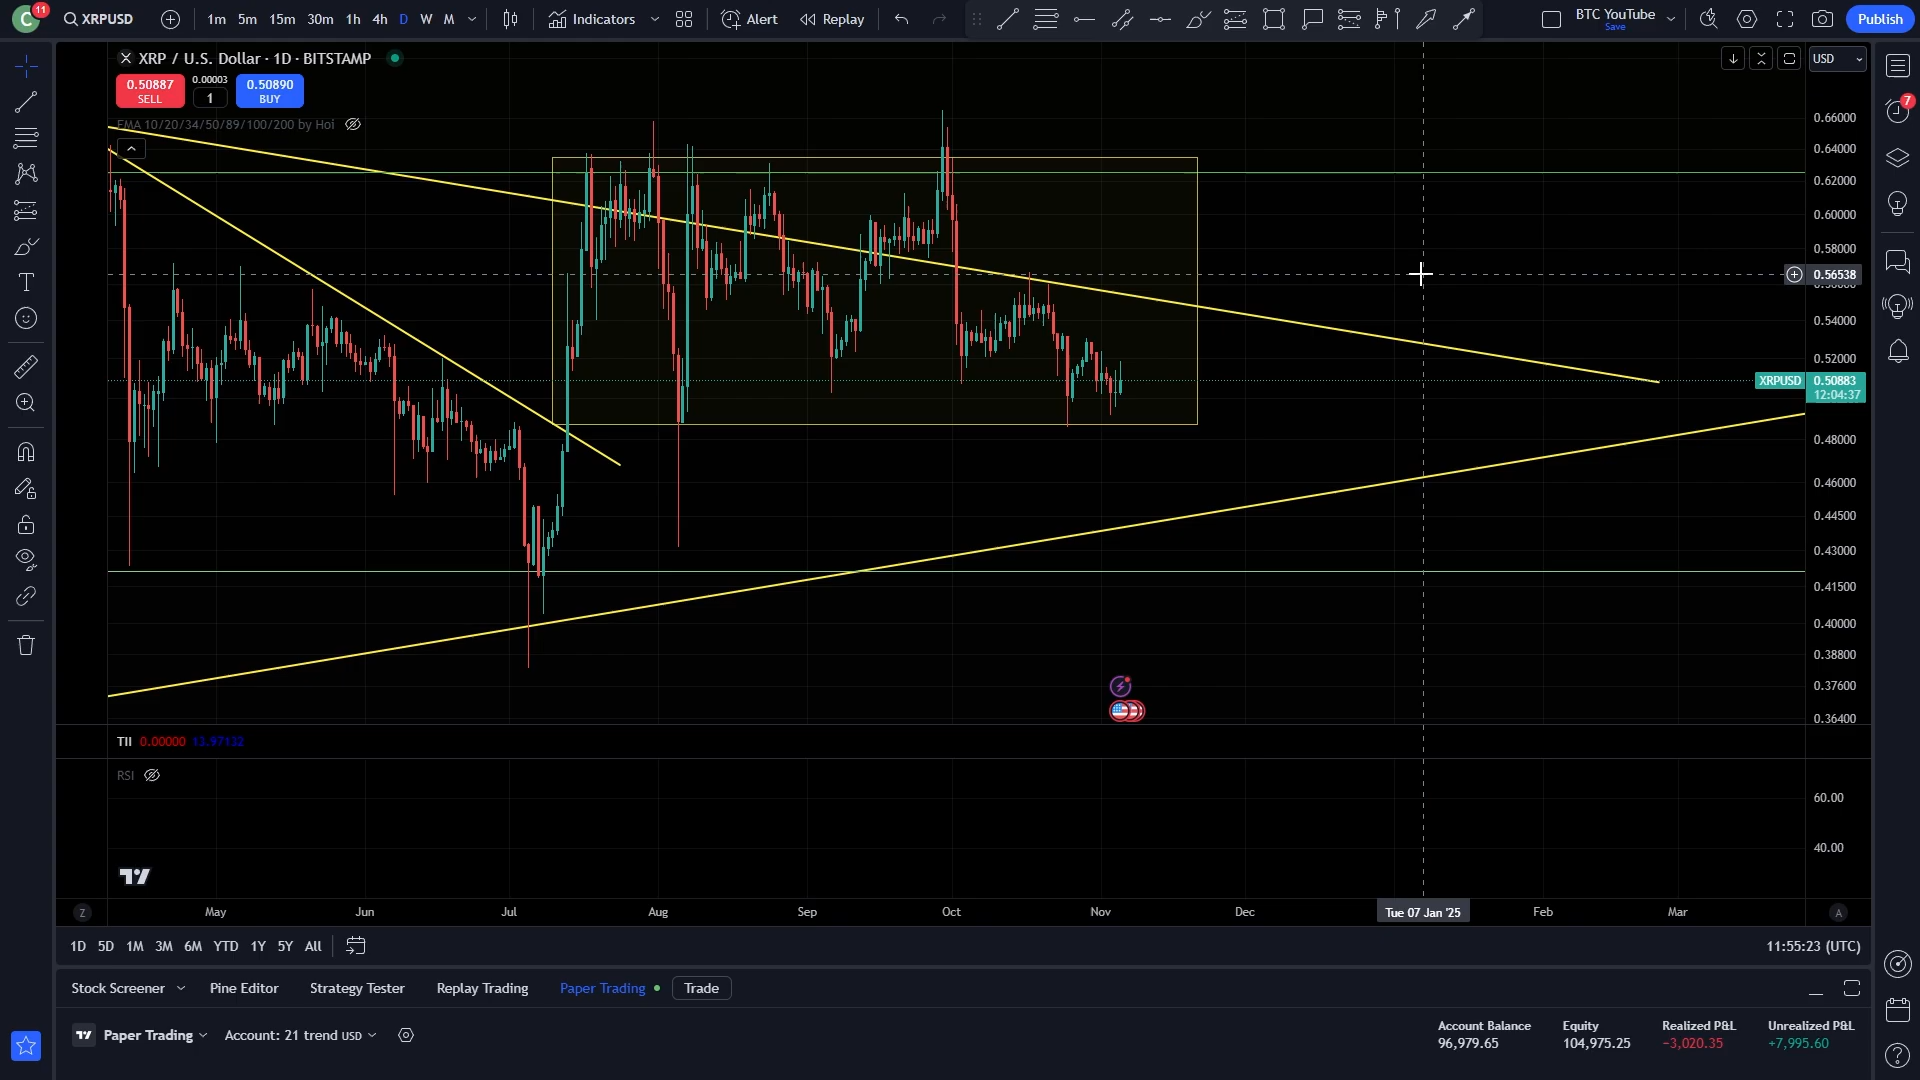 C 11 XRPUSD 1m 5m 15m 30m 1h 4h D W M Indicators Alert Replay BTC YouTube Save Publish
XRP / U.S. Dollar · 1D · BITSTAMP
USD
0.50887 SELL
0.00003
1
0.50890 BUY
EMA 10/20/34/50/89/100/200 by Hoi
7
0.66000
0.64000
0.62000
0.60000
0.58000
0.56538
0.54000
0.52000
XRPUSD 0.50883
12:04:37
0.48000
0.46000
0.44500
0.43000
0.41500
0.40000
0.38800
0.37600
0.36400
TII 0.00000 12.97132
RSI
60.00
40.00
Z May Jun Jul Aug Sep Oct Nov Dec Tue 07 Jan '25 Feb Mar A
1D 5D 1M 3M 6M YTD 1Y 5Y All 11:55:23 (UTC)
Stock Screener Pine Editor Strategy Tester Replay Trading Paper Trading Trade
Paper Trading Account: 21 trend USD
Account Balance Equity Realized P&L Unrealized P&L
96,979.65 104,975.25 −3,020.35 +7,995.60